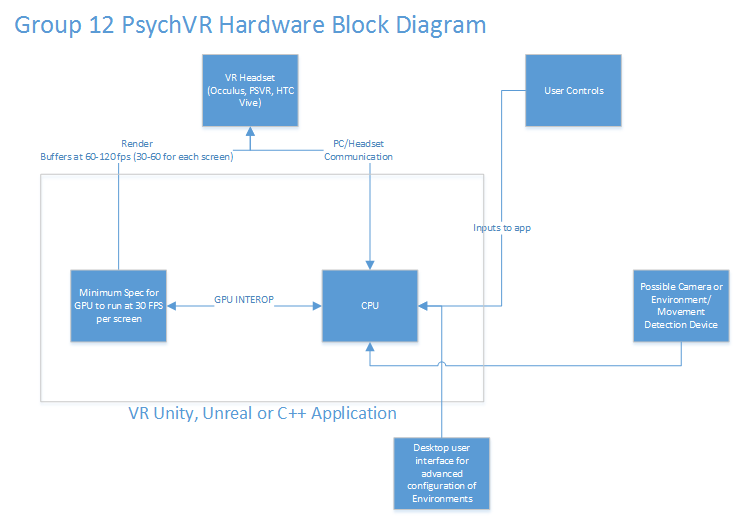 Group 12 PsychVR Hardware Block Diagram
VR Headset
(Occulus, PSVR, HTC
Vive)
User Controls
Render
Buffers at 60-120 fps (30-60 for each screen)
PC/Headset
Communication
Inputs to app
Minimum Spec for
GPU to run at 30 FPS
per screen
GPU INTEROP
CPU
Possible Camera or
Environment/
Movement
Detection Device
VR Unity, Unreal or C++ Application
Desktop user
interface for
advanced
configuration of
Environments